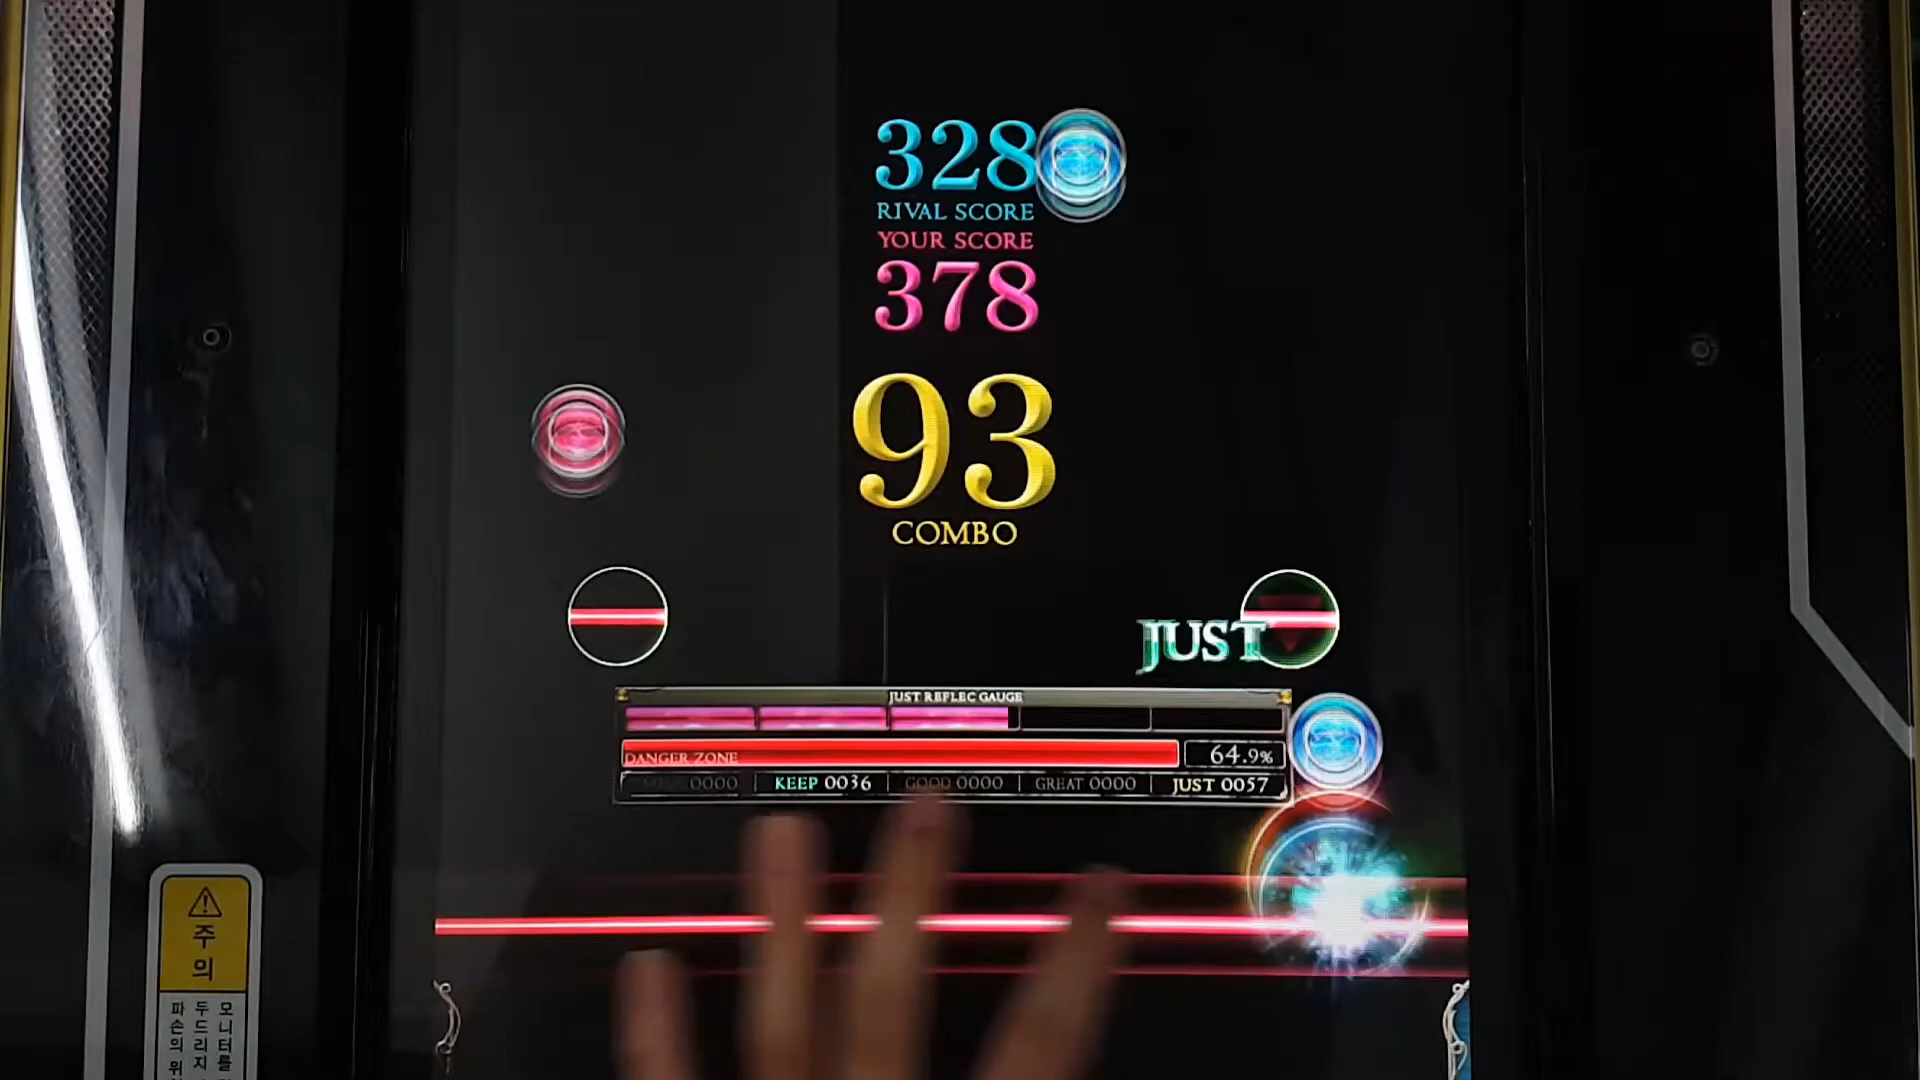 328
RIVAL SCORE
YOUR SCORE
378
93
COMBO
JUST
JUST REFLEC GAUGE
DANGER ZONE
64.9%
0000
KEEP 0036
GOOD 0000
GREAT 0000
JUST 0057
주의
모니터를
두드리지
파손의 위